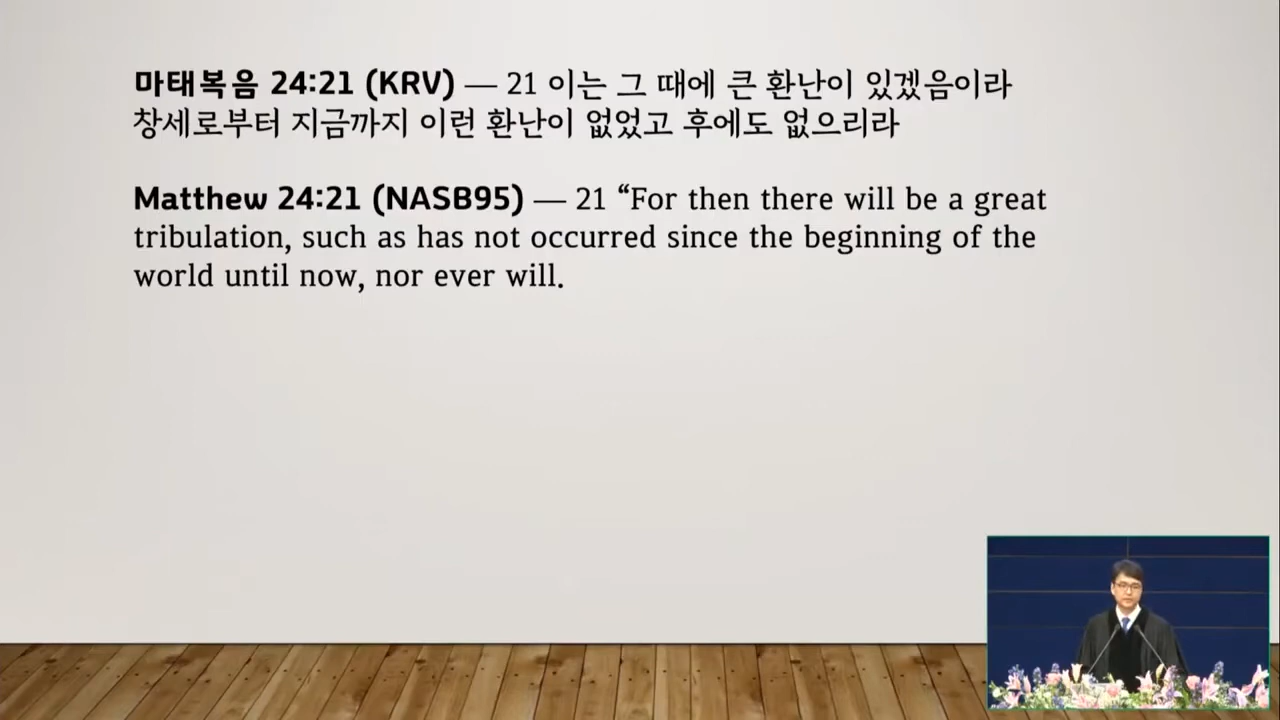 마태복음 24:21 (KRV) — 21 이는 그 때에 큰 환난이 있겠음이라
창세로부터 지금까지 이런 환난이 없었고 후에도 없으리라
Matthew 24:21 (NASB95) — 21 “For then there will be a great
tribulation, such as has not occurred since the beginning of the
world until now, nor ever will.